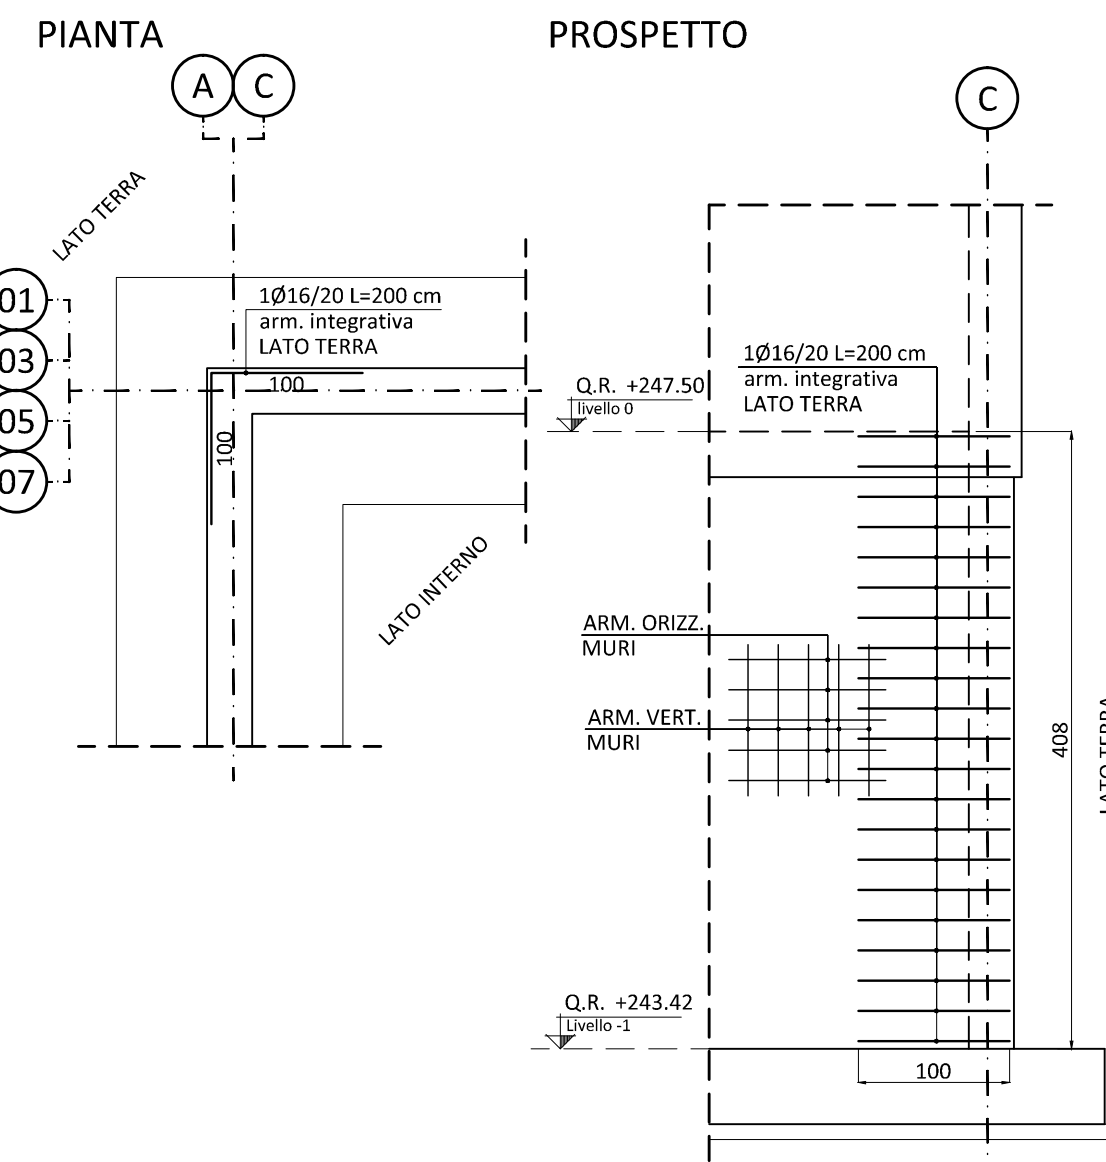 PIANTA
PROSPETTO
A
C
C
LATO TERRA
01
03
05
07
1Ø16/20 L=200 cm
arm. integrativa
LATO TERRA
100
100
LATO INTERNO
1Ø16/20 L=200 cm
arm. integrativa
LATO TERRA
Q.R. +247.50
livello 0
ARM. ORIZZ.
MURI
ARM. VERT.
MURI
408
LATO TERRA
Q.R. +243.42
Livello -1
100